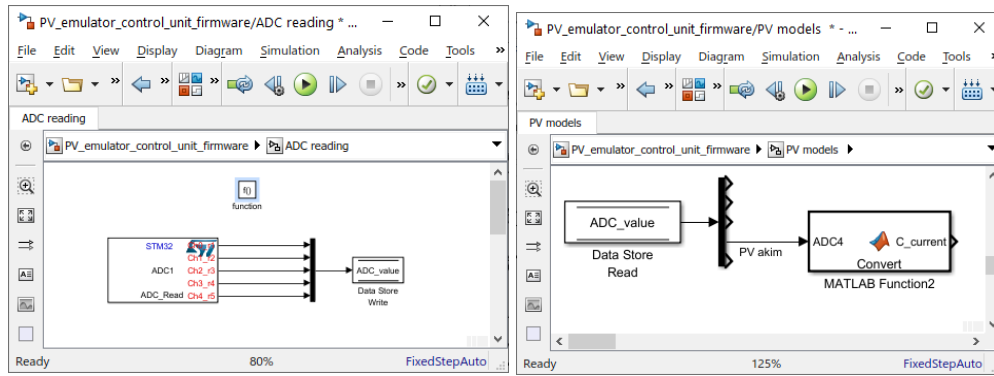 PV_emulator_control_unit_firmware/ADC reading * - ...
File Edit View Display Diagram Simulation Analysis Code Tools »
» » »
ADC reading
PV_emulator_control_unit_firmware ▶ ADC reading
f()
function
STM32
Ch1_r2
ADC1 Ch2_r3
Ch3_r4
ADC_Read Ch4_r5
ADC_value
Data Store
Write
Ready 80% FixedStepAuto
PV_emulator_control_unit_firmware/PV models * - ...
File Edit View Display Diagram Simulation Analysis Code Tools »
» » »
PV models
PV_emulator_control_unit_firmware ▶ PV models ▶
ADC_value
Data Store
Read
PV akim
ADC4 C_current
Convert
MATLAB Function2
Ready 125% FixedStepAuto